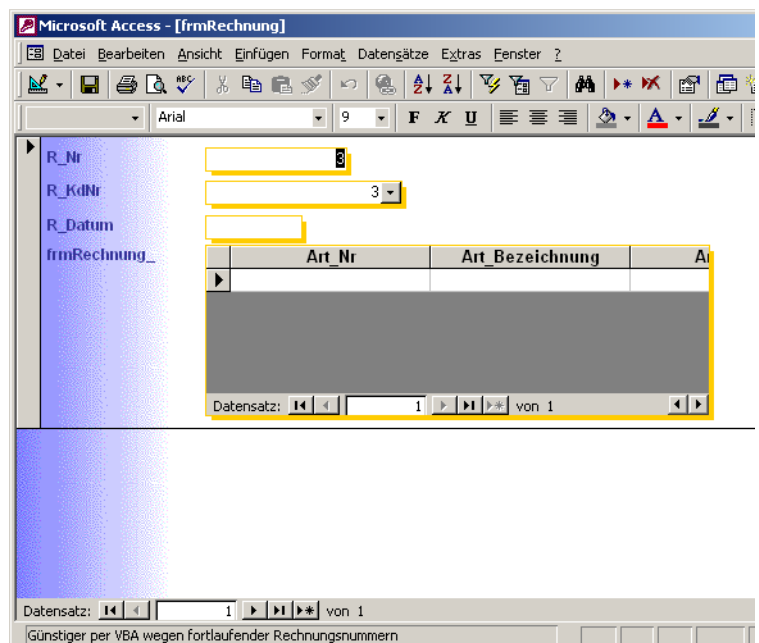 Microsoft Access - [frmRechnung]
Datei Bearbeiten Ansicht Einfügen Format Datensätze Extras Fenster ?
ABC
A Z Z A
Arial 9 F K U A
R_Nr 3
R_KdNr 3
R_Datum
frmRechnung_
Art_Nr Art_Bezeichnung A
Datensatz: 1 von 1
Datensatz: 1 von 1
Günstiger per VBA wegen fortlaufender Rechnungsnummern